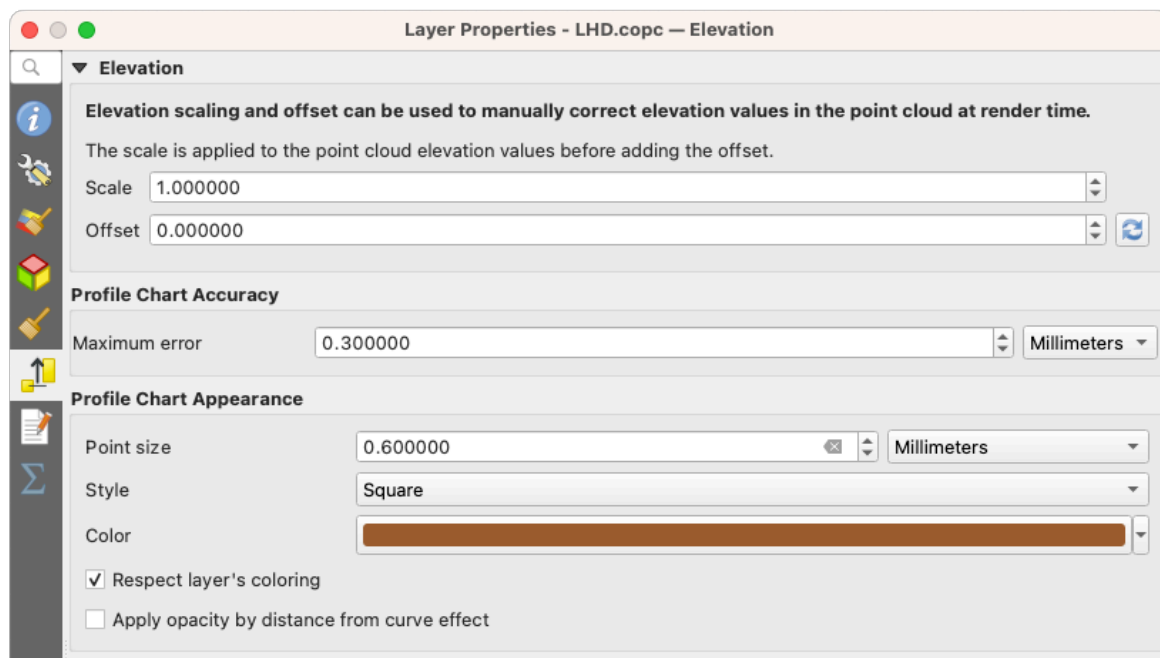 Layer Properties - LHD.copc — Elevation
Elevation
Elevation scaling and offset can be used to manually correct elevation values in the point cloud at render time.
The scale is applied to the point cloud elevation values before adding the offset.
Scale 1.000000
Offset 0.000000
Profile Chart Accuracy
Maximum error 0.300000 Millimeters
Profile Chart Appearance
Point size 0.600000 Millimeters
Style Square
Color
Respect layer's coloring
Apply opacity by distance from curve effect